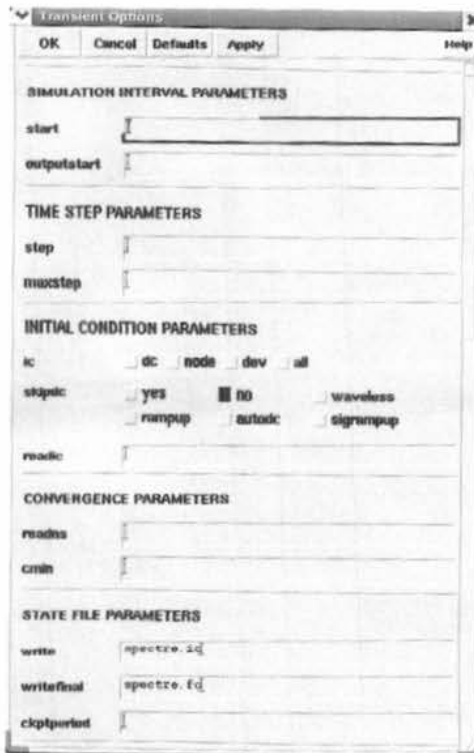 Transient Options
OK Cancel Defaults Apply Help
SIMULATION INTERVAL PARAMETERS
start
outputstart
TIME STEP PARAMETERS
step
maxstep
INITIAL CONDITION PARAMETERS
ic dc node dev all
skipdc yes no waveless
rampup autodc sigrampup
readic
CONVERGENCE PARAMETERS
readns
cmin
STATE FILE PARAMETERS
write spectre.ic
writefinal spectre.fc
ckptperiod